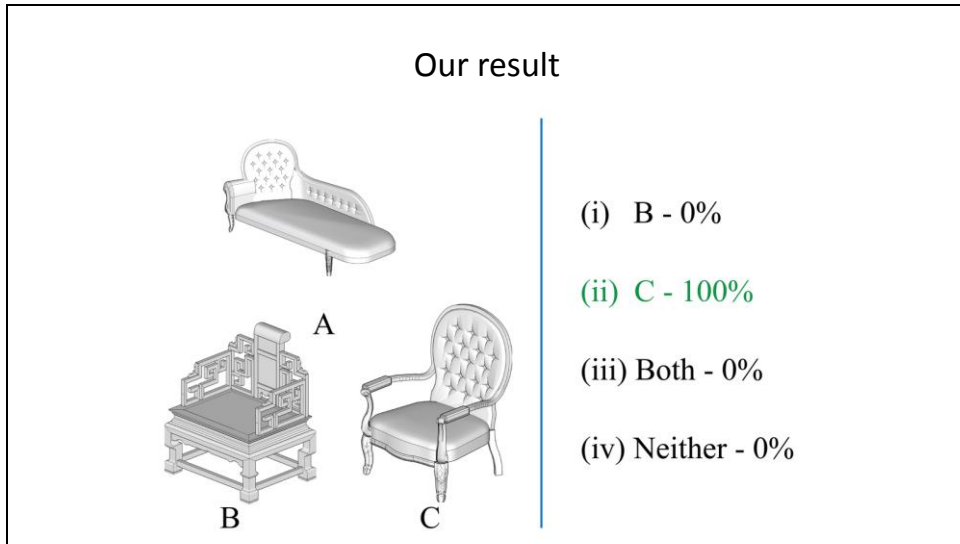 Our result
A
B
C
(i) B - 0%
(ii) C - 100%
(iii) Both - 0%
(iv) Neither - 0%